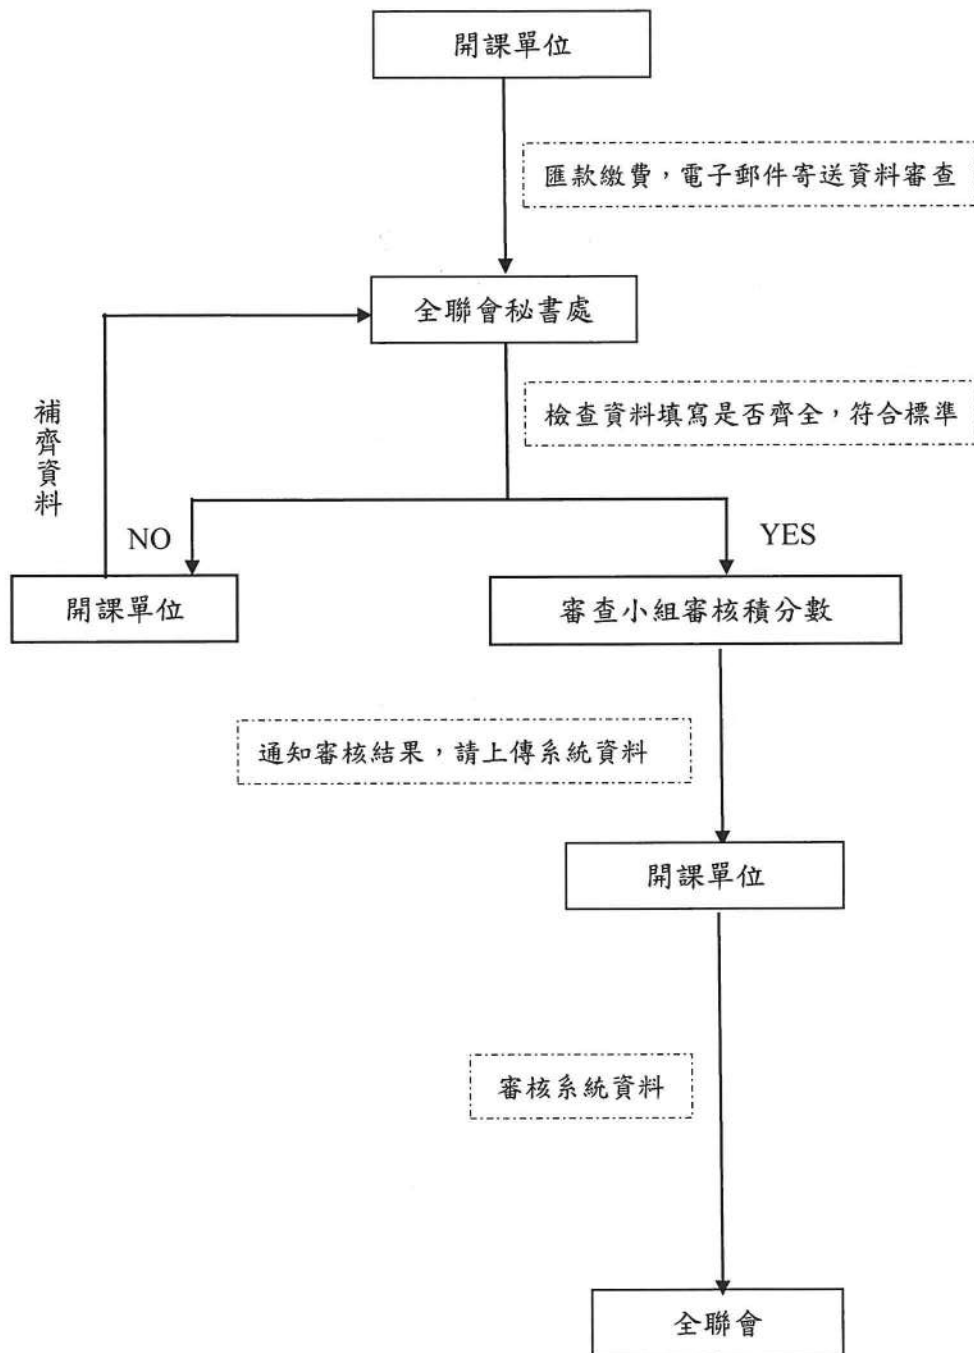 開課單位
匯款繳費，電子郵件寄送資料審查
全聯會秘書處
檢查資料填寫是否齊全，符合標準
補齊資料
NO
YES
開課單位
審查小組審核積分數
通知審核結果，請上傳系統資料
開課單位
審核系統資料
全聯會